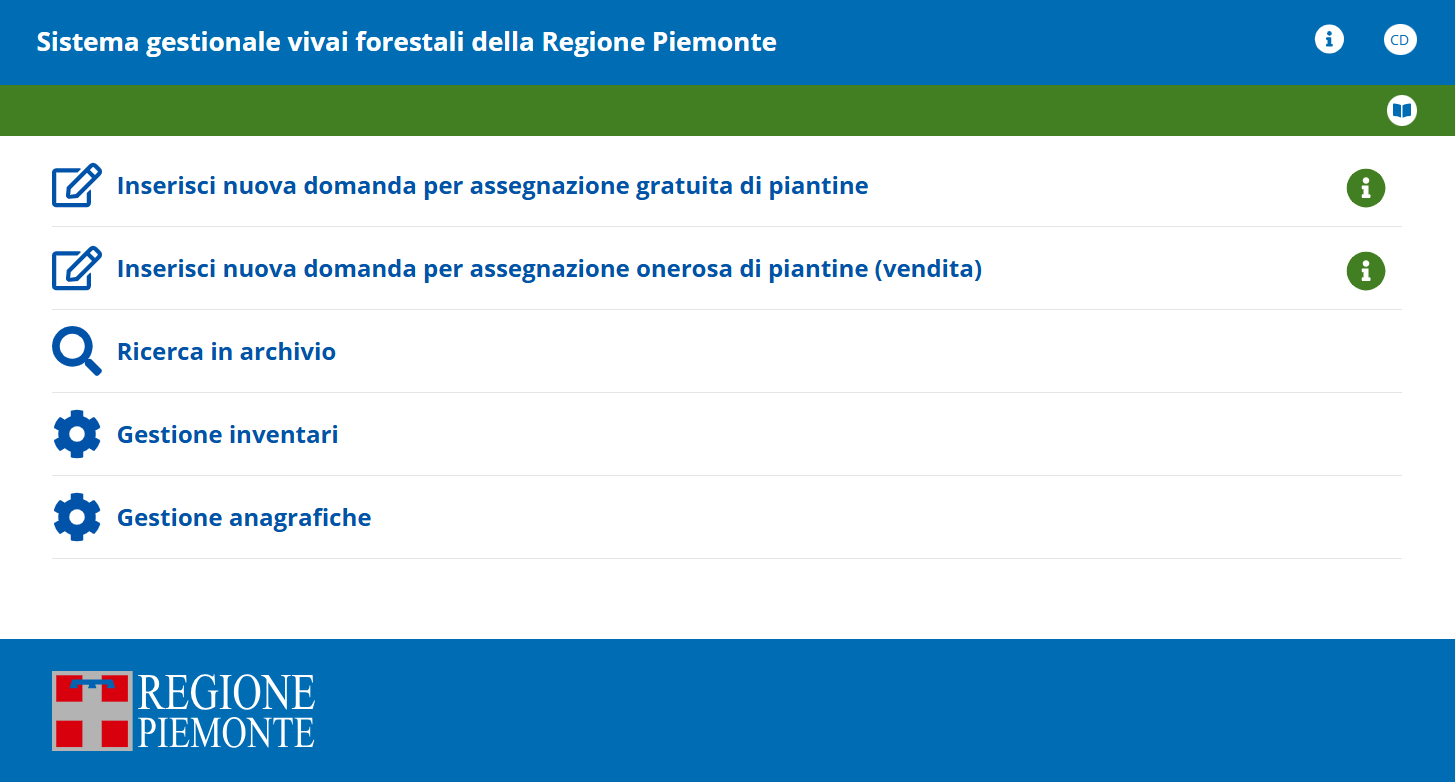 Sistema gestionale vivai forestali della Regione Piemonte
CD
Inserisci nuova domanda per assegnazione gratuita di piantine
Inserisci nuova domanda per assegnazione onerosa di piantine (vendita)
Ricerca in archivio
Gestione inventari
Gestione anagrafiche
REGIONE
PIEMONTE